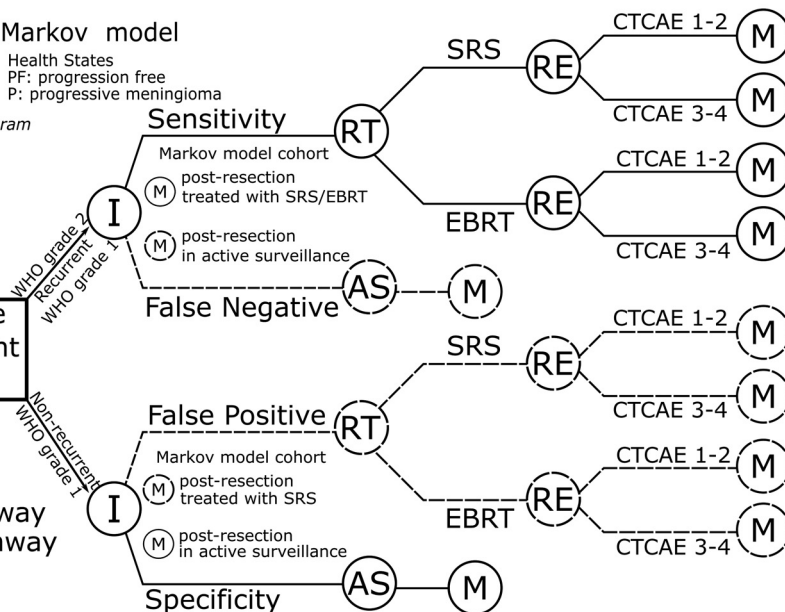 Markov model
Health States
PF: progression free
P: progressive meningioma
ram
Sensitivity
Markov model cohort
M post-resection
treated with SRS/EBRT
M post-resection
in active surveillance
False Negative
I
WHO grade 2
Recurrent
WHO grade 1
RT
SRS
RE
CTCAE 1-2
M
CTCAE 3-4
M
EBRT
RE
CTCAE 1-2
M
CTCAE 3-4
M
AS
M
e
nt
Non-recurrent
WHO grade 1
I
False Positive
Markov model cohort
M post-resection
treated with SRS
M post-resection
in active surveillance
Specificity
RT
SRS
RE
CTCAE 1-2
M
CTCAE 3-4
M
EBRT
RE
CTCAE 1-2
M
CTCAE 3-4
M
AS
M
way
hway